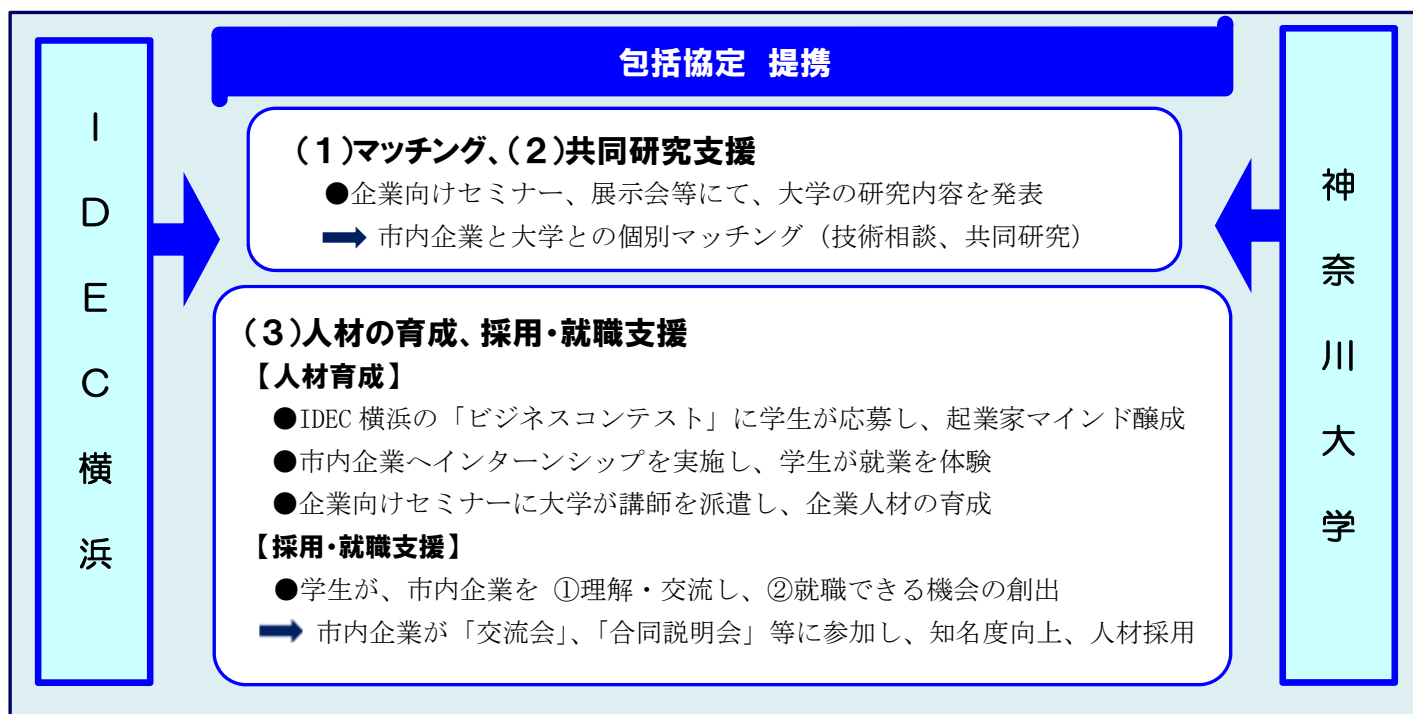 包括協定 提携
IDEC横浜
(1)マッチング、(2)共同研究支援
●企業向けセミナー、展示会等にて、大学の研究内容を発表
➡ 市内企業と大学との個別マッチング(技術相談、共同研究)
(3)人材の育成、採用・就職支援
【人材育成】
●IDEC 横浜の「ビジネスコンテスト」に学生が応募し、起業家マインド醸成
●市内企業へインターンシップを実施し、学生が就業を体験
●企業向けセミナーに大学が講師を派遣し、企業人材の育成
【採用・就職支援】
●学生が、市内企業を ①理解・交流し、②就職できる機会の創出
➡ 市内企業が「交流会」、「合同説明会」等に参加し、知名度向上、人材採用
神奈川大学